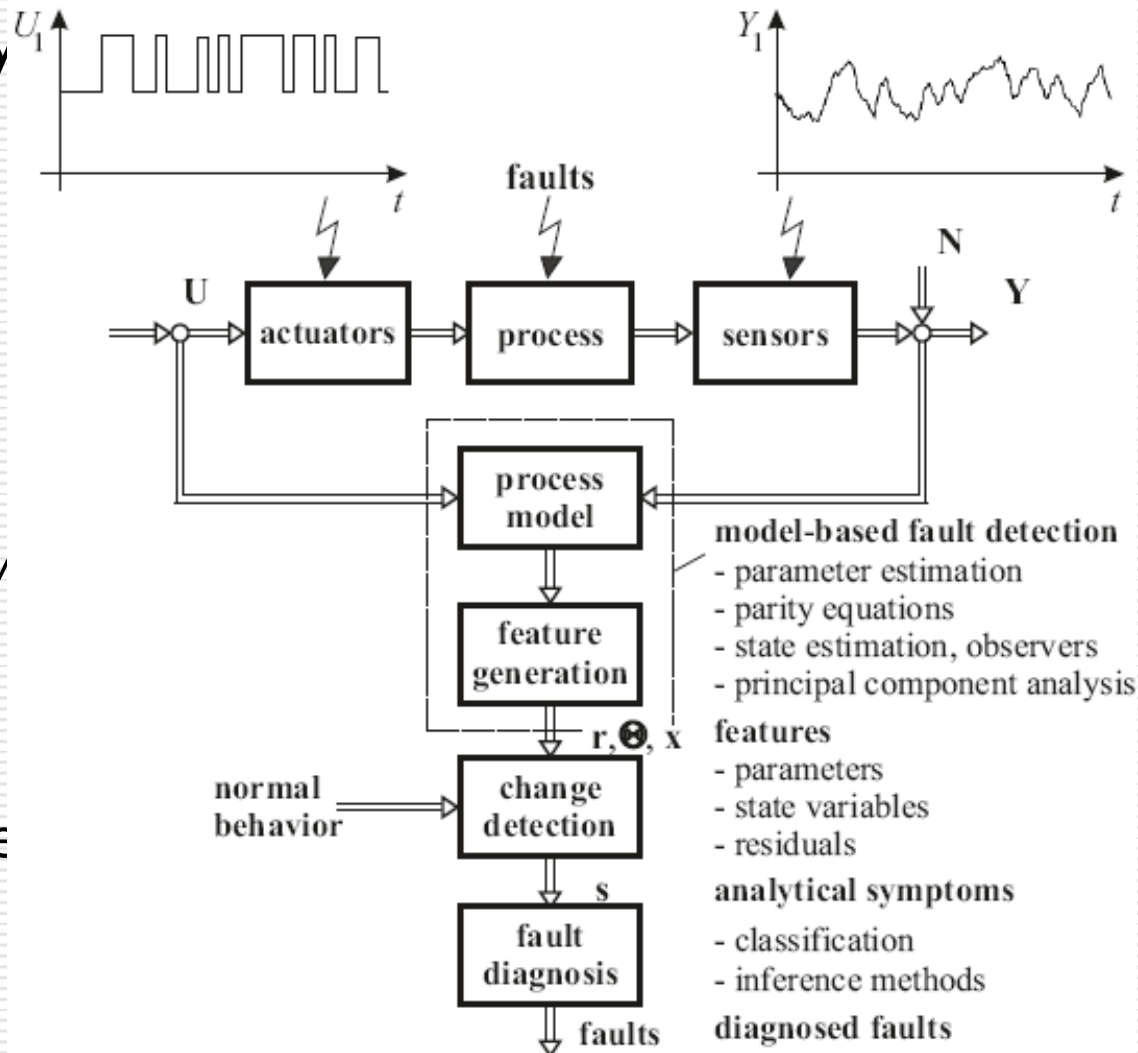 U1
Y1
t
t
faults
N
U
Y
actuators
process
sensors
process
model
model-based fault detection
- parameter estimation
- parity equations
- state estimation, observers
- principal component analysis
feature
generation
r, Θ, x
features
- parameters
- state variables
- residuals
normal
behavior
change
detection
s
analytical symptoms
- classification
- inference methods
fault
diagnosis
faults
diagnosed faults